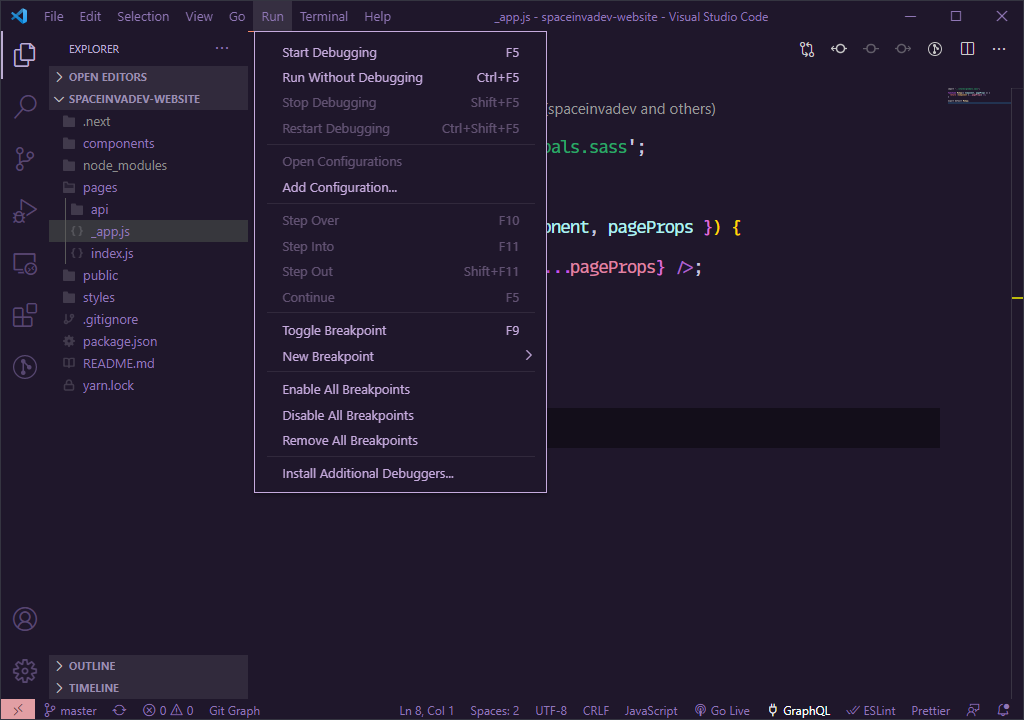 File Edit Selection View Go Run Terminal Help _app.js - spaceinvadev-website - Visual Studio Code
EXPLORER
OPEN EDITORS
SPACEINVADEV-WEBSITE
.next
components
node_modules
pages
api
_app.js
index.js
public
styles
.gitignore
package.json
README.md
yarn.lock
OUTLINE
TIMELINE
Start Debugging F5
Run Without Debugging Ctrl+F5
Stop Debugging Shift+F5
Restart Debugging Ctrl+Shift+F5
Open Configurations
Add Configuration...
Step Over F10
Step Into F11
Step Out Shift+F11
Continue F5
Toggle Breakpoint F9
New Breakpoint
Enable All Breakpoints
Disable All Breakpoints
Remove All Breakpoints
Install Additional Debuggers...
(spaceinvadev and others)
bals.sass';
onent, pageProps }) {
...pageProps} />;
master 0 0 Git Graph Ln 8, Col 1 Spaces: 2 UTF-8 CRLF JavaScript Go Live GraphQL ESLint Prettier